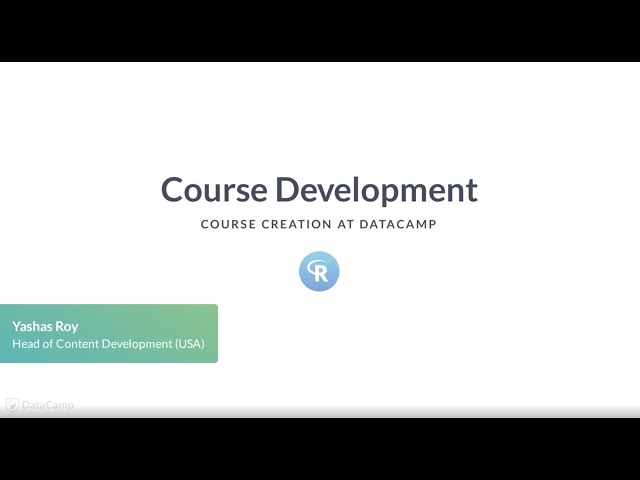 Course Development
COURSE CREATION AT DATACAMP
R
Yashas Roy
Head of Content Development (USA)
DataCamp